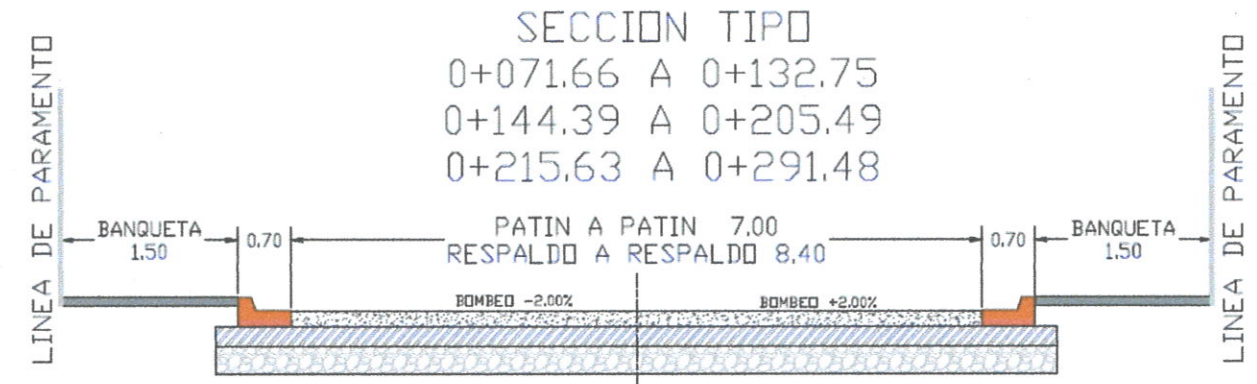 SECCION TIPO
0+071.66 A 0+132.75
0+144.39 A 0+205.49
0+215.63 A 0+291.48
LINEA DE PARAMENTO
BANQUETA
1.50
0.70
PATIN A PATIN 7.00
RESPALDO A RESPALDO 8.40
0.70
BANQUETA
1.50
LINEA DE PARAMENTO
BOMBEO -2.00%
BOMBEO +2.00%